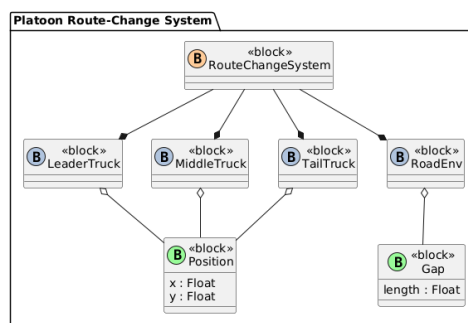 Platoon Route-Change System
B «block»
RouteChangeSystem
B «block»
LeaderTruck
B «block»
MiddleTruck
B «block»
TailTruck
B «block»
RoadEnv
B «block»
Position
x : Float
y : Float
B «block»
Gap
length : Float